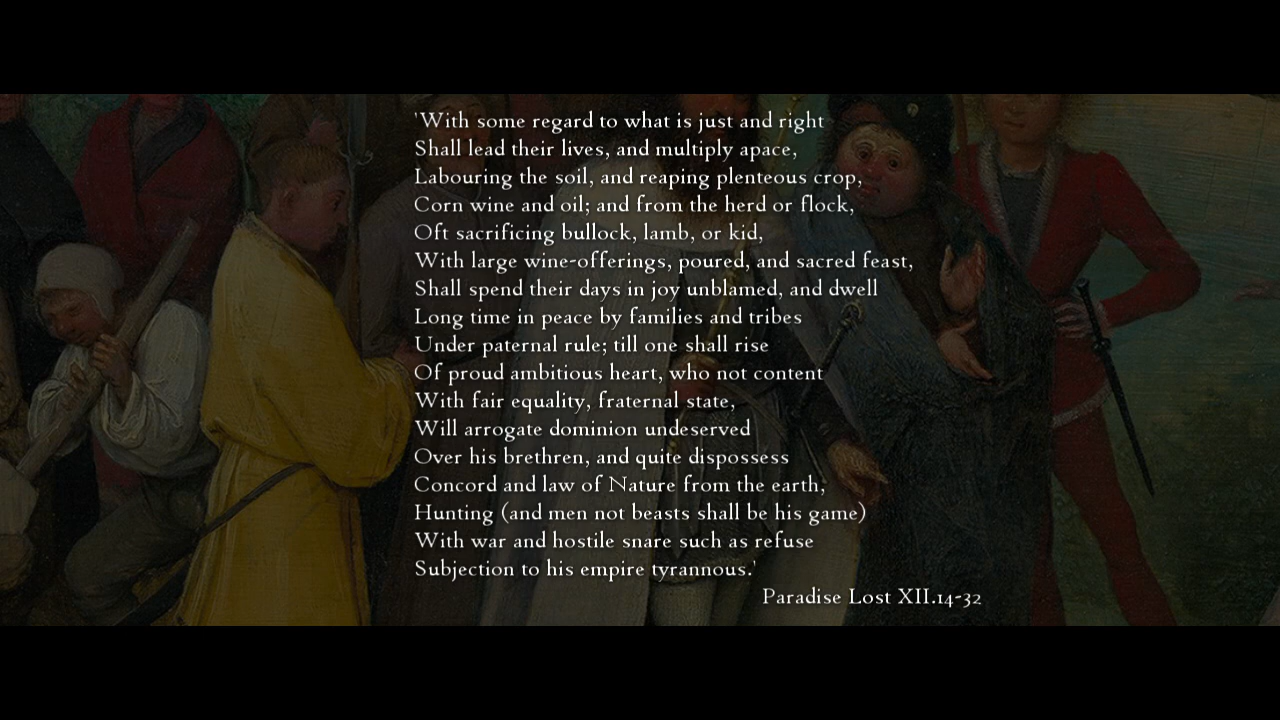 'With some regard to what is just and right
Shall lead their lives, and multiply apace,
Labouring the soil, and reaping plenteous crop,
Corn wine and oil; and from the herd or flock,
Oft sacrificing bullock, lamb, or kid,
With large wine-offerings, poured, and sacred feast,
Shall spend their days in joy unblamed, and dwell
Long time in peace by families and tribes
Under paternal rule; till one shall rise
Of proud ambitious heart, who not content
With fair equality, fraternal state,
Will arrogate dominion undeserved
Over his brethren, and quite dispossess
Concord and law of Nature from the earth;
Hunting (and men not beasts shall be his game)
With war and hostile snare such as refuse
Subjection to his empire tyrannous.'
Paradise Lost XII.14-32